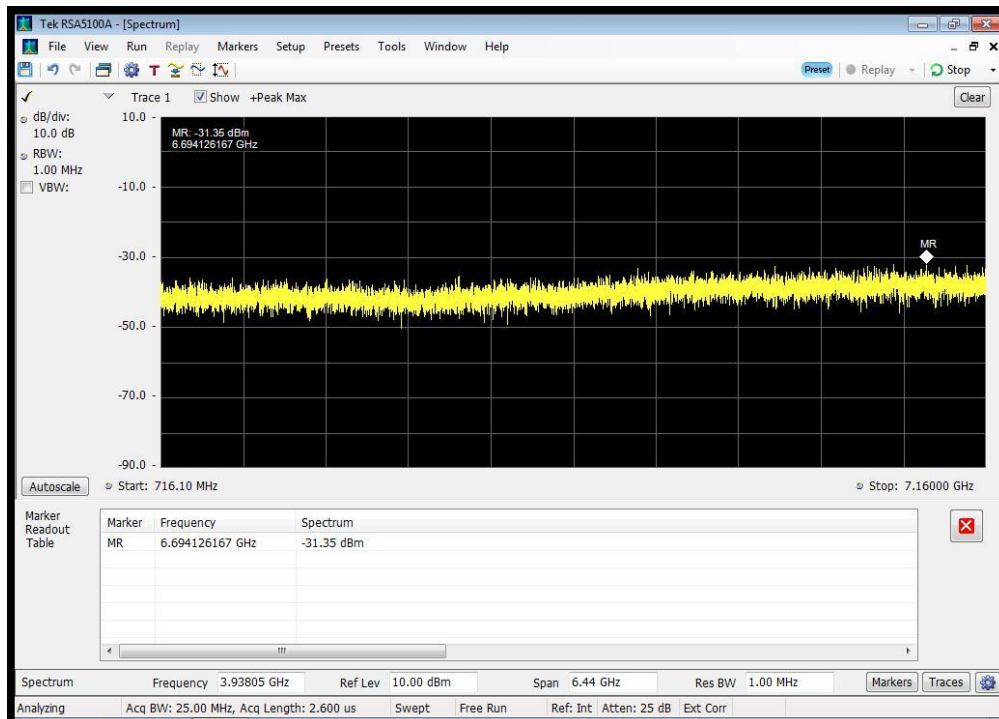 Tek RSA5100A - [Spectrum]
File View Run Replay Markers Setup Presets Tools Window Help
T Preset Replay Stop
Trace 1 Show +Peak Max Clear
dB/div:
10.0 dB
RBW:
1.00 MHz
VBW:
10.0
MR: -31.35 dBm
6.694126167 GHz
-10.0
MR
-30.0
-50.0
-70.0
-90.0
Autoscale Start: 716.10 MHz Stop: 7.16000 GHz
Marker
Readout
Table
Marker Frequency Spectrum
MR 6.694126167 GHz -31.35 dBm
Spectrum Frequency 3.93805 GHz Ref Lev 10.00 dBm Span 6.44 GHz Res BW 1.00 MHz Markers Traces
Analyzing Acq BW: 25.00 MHz, Acq Length: 2.600 us Swept Free Run Ref: Int Atten: 25 dB Ext Corr